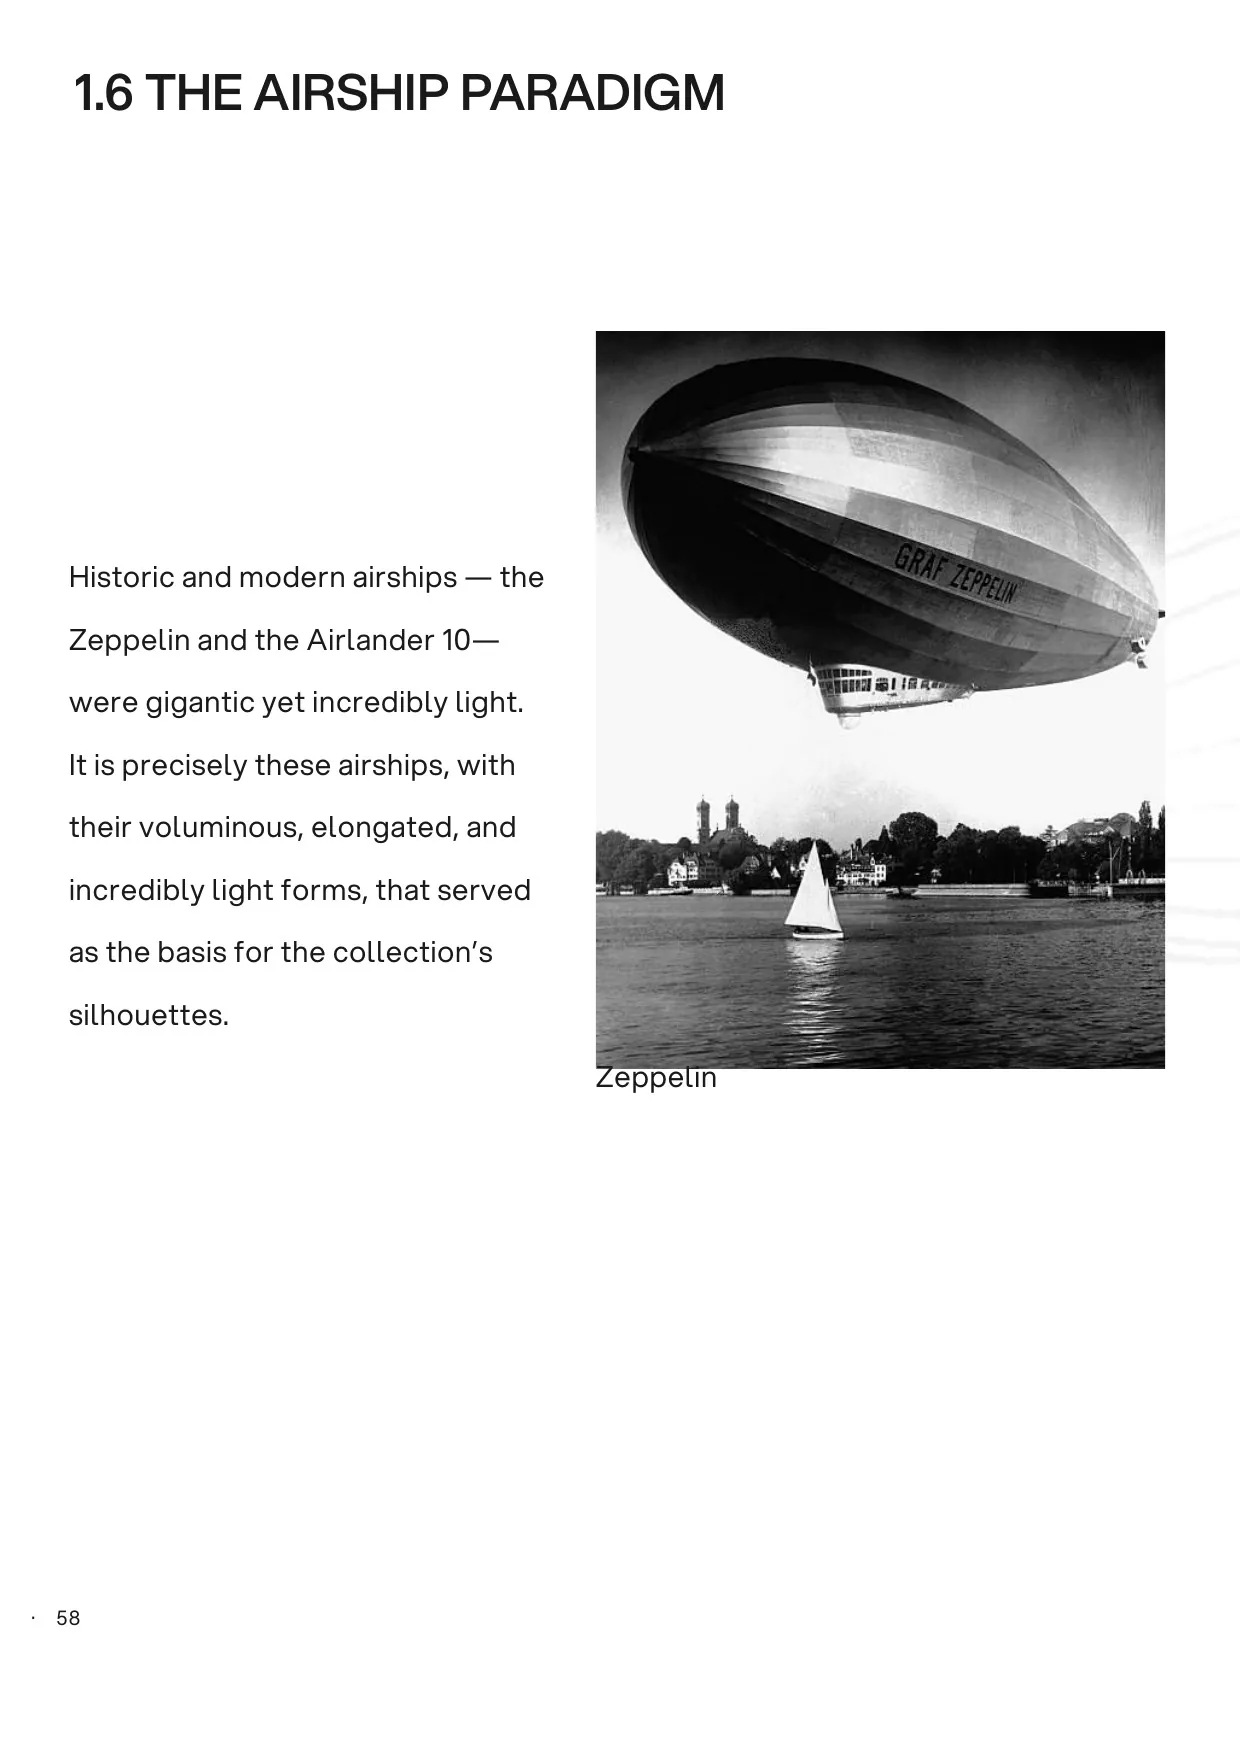 1.6 THE AIRSHIP PARADIGM
Historic and modern airships — the
Zeppelin and the Airlander 10—
were gigantic yet incredibly light.
It is precisely these airships, with
their voluminous, elongated, and
incredibly light forms, that served
as the basis for the collection’s
silhouettes.
GRAF ZEPPELIN
Zeppelin
· 58